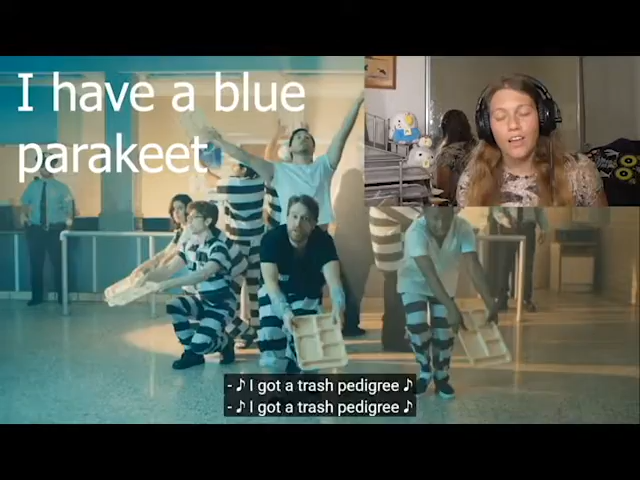 I have a blue
parakeet
- ♪ I got a trash pedigree ♪
- ♪ I got a trash pedigree ♪